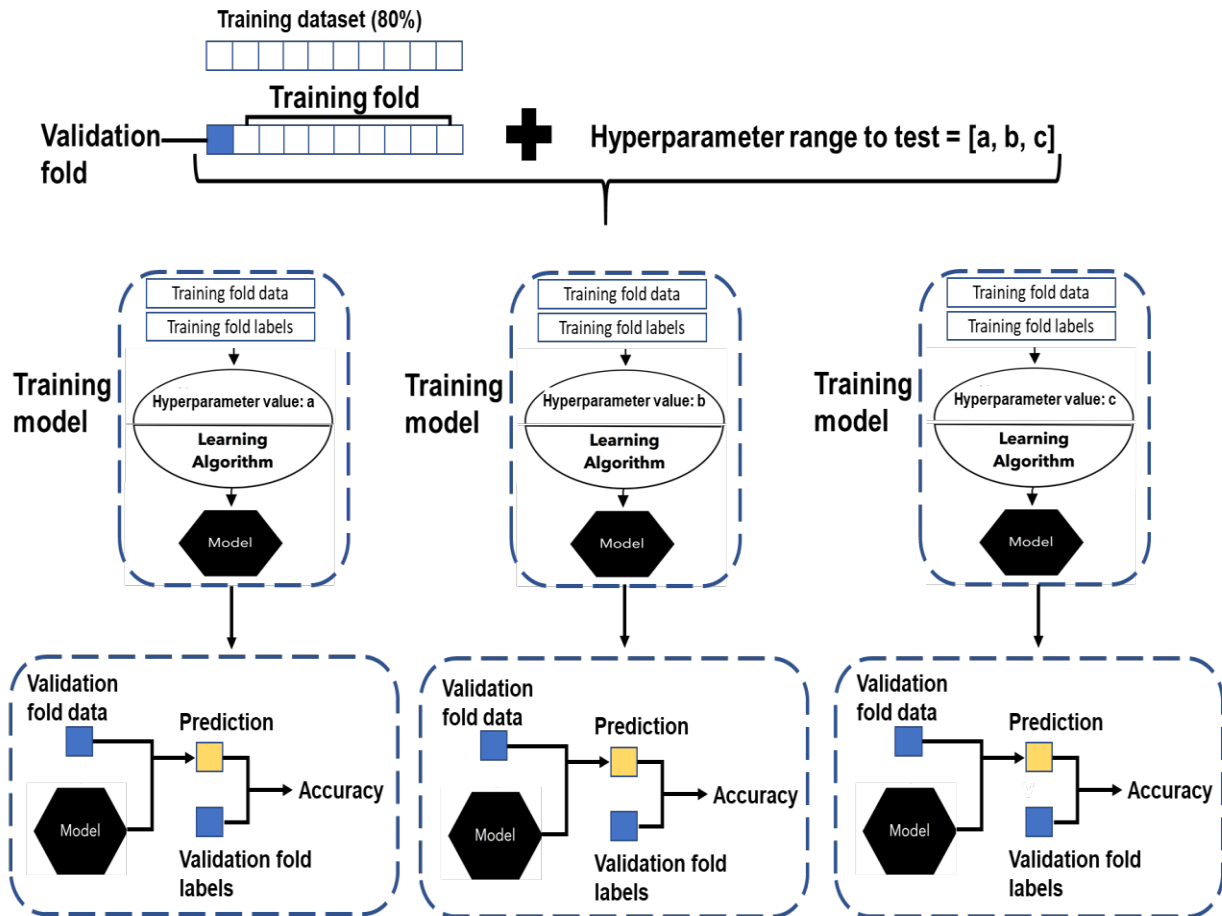 Training dataset (80%)
Training fold
Validation
fold
Hyperparameter range to test = [a, b, c]
Training
model
Training fold data
Training fold labels
Hyperparameter value: a
Learning
Algorithm
Model
Training
model
Training fold data
Training fold labels
Hyperparameter value: b
Learning
Algorithm
Model
Training
model
Training fold data
Training fold labels
Hyperparameter value: c
Learning
Algorithm
Model
Validation
fold data
Prediction
Accuracy
Model
Validation fold
labels
Validation
fold data
Prediction
Accuracy
Model
Validation fold
labels
Validation
fold data
Prediction
Accuracy
Model
Validation fold
labels